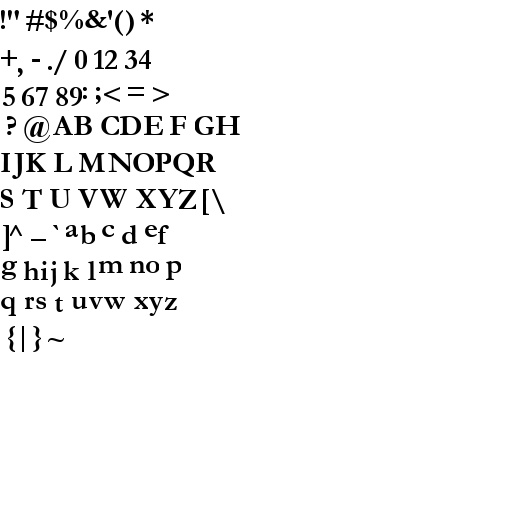 !" #$%&'() *
+, - ./ 0 12 34
5 67 89: ;< = >
? @ AB CDE F GH
IJK L MNOPQR
S T U VW XYZ [\
]^ _ ` ab c d ef
g hij k lm no p
q rs t uvw xyz
{|} ~